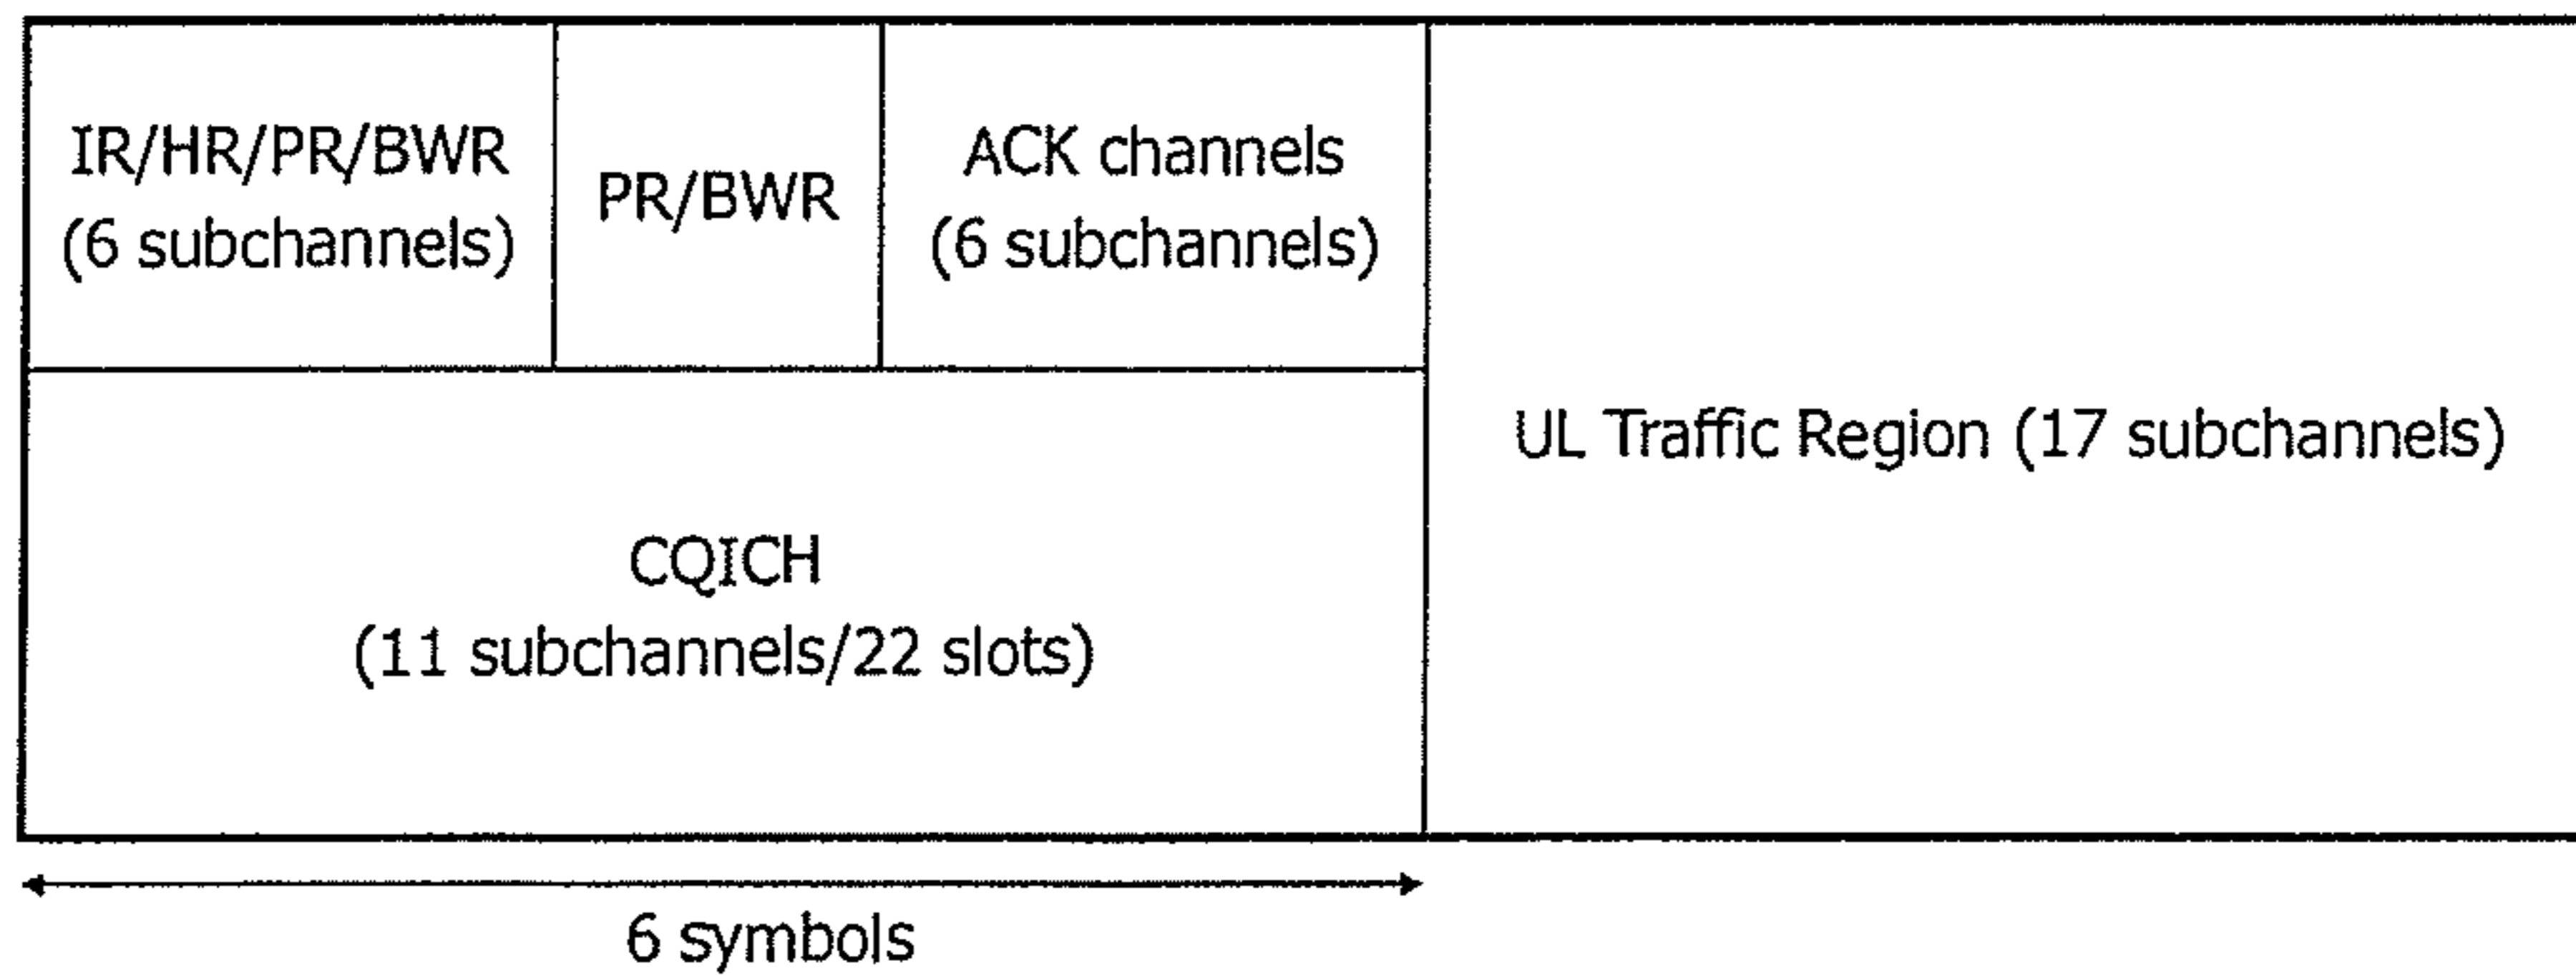 IR/HR/PR/BWR
(6 subchannels)
PR/BWR
ACK channels
(6 subchannels)
UL Traffic Region (17 subchannels)
CQICH
(11 subchannels/22 slots)
6 symbols